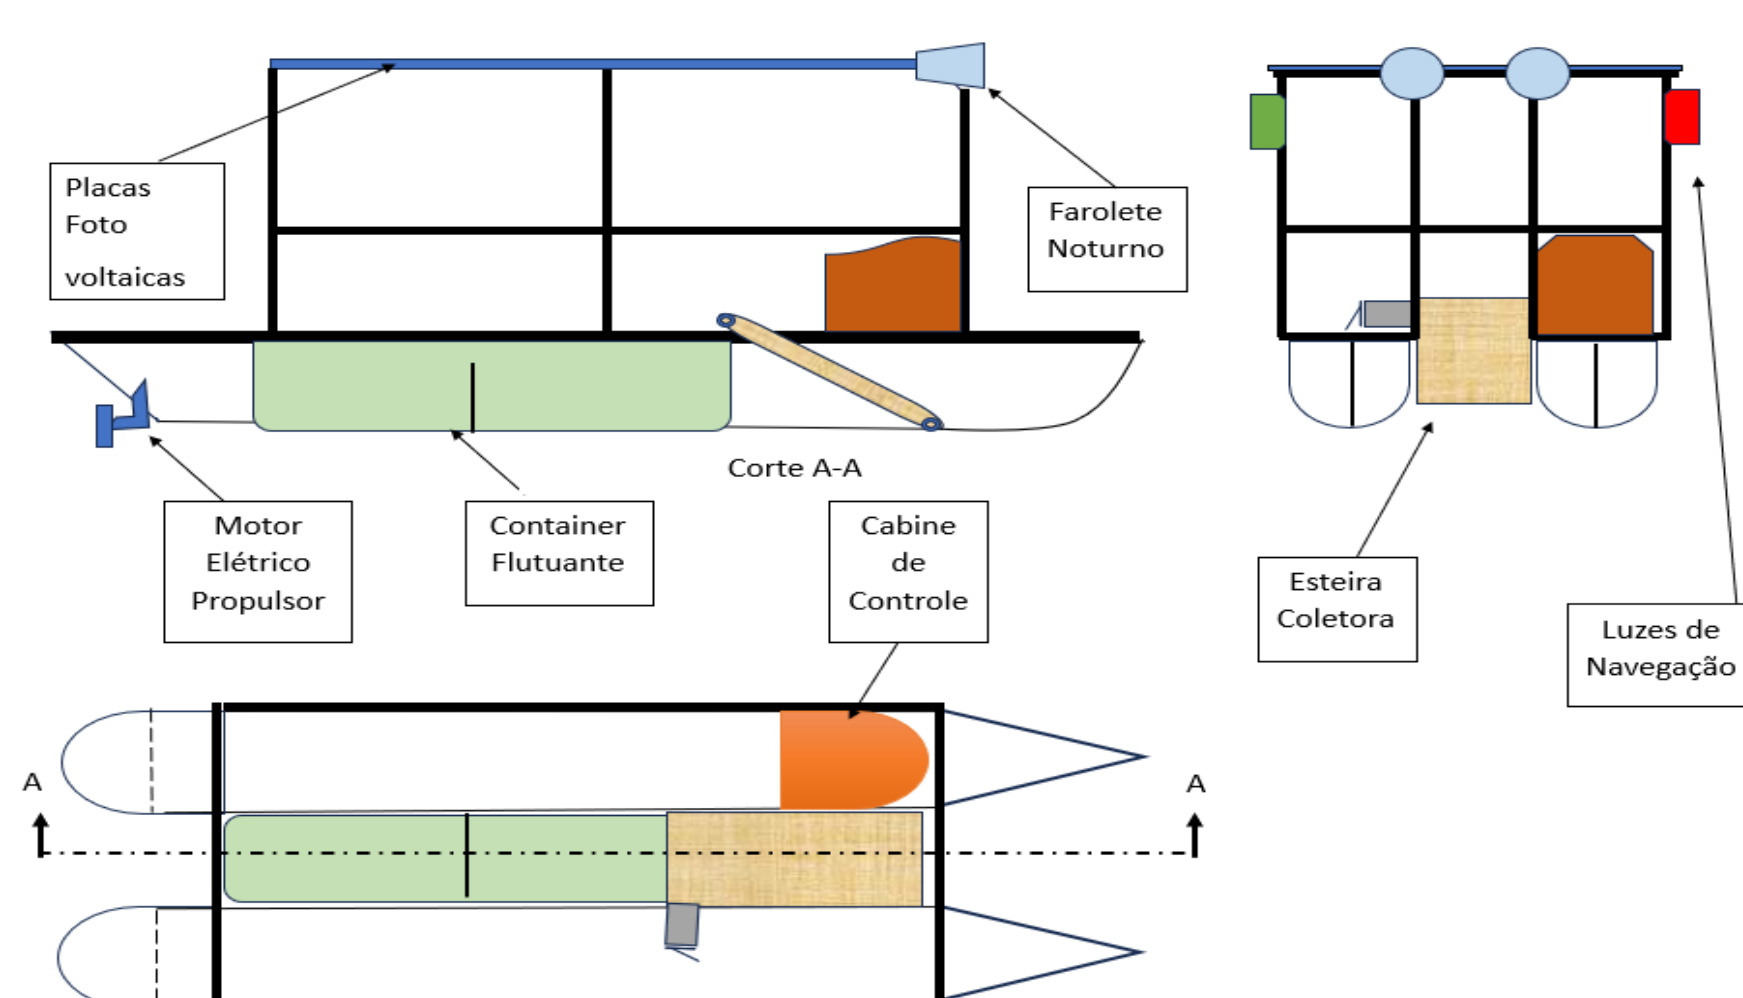 Placas
Foto
voltaicas
Farolete
Noturno
Corte A-A
Motor
Elétrico
Propulsor
Container
Flutuante
Cabine
de
Controle
Esteira
Coletora
Luzes de
Navegação
A
A